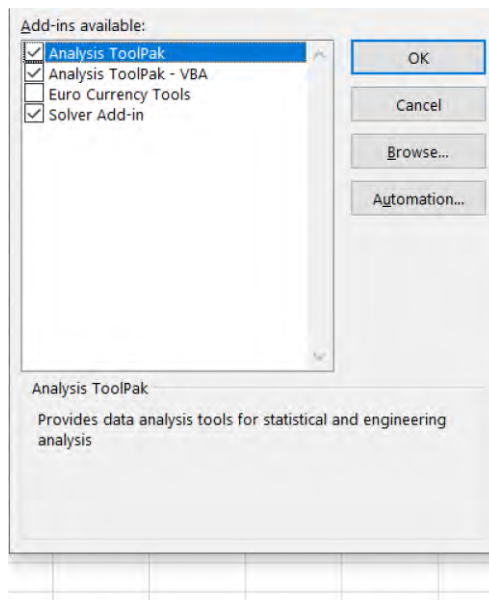 Add-ins available:
Analysis ToolPak
Analysis ToolPak - VBA
Euro Currency Tools
Solver Add-in
OK
Cancel
Browse...
Automation...
Analysis ToolPak
Provides data analysis tools for statistical and engineering
analysis